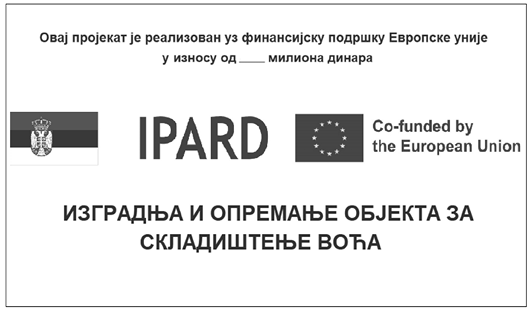 Овај пројекат је реализован уз финансијску подршку Европске уније
у износу од ____ милиона динара
IPARD
Co-funded by
the European Union
ИЗГРАДЊА И ОПРЕМАЊЕ ОБЈЕКТА ЗА
СКЛАДИШТЕЊЕ ВОЋА